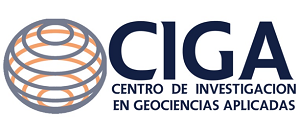 CIGA
CENTRO DE INVESTIGACION
EN GEOCIENCIAS APLICADAS